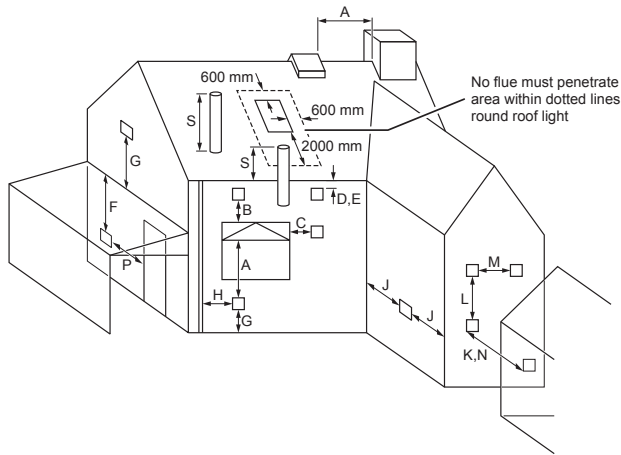 A
600 mm
No flue must penetrate
area within dotted lines
round roof light
600 mm
S
2000 mm
G
S
F
D,E
B
C
P
A
M
H
J
L
G
J
K,N